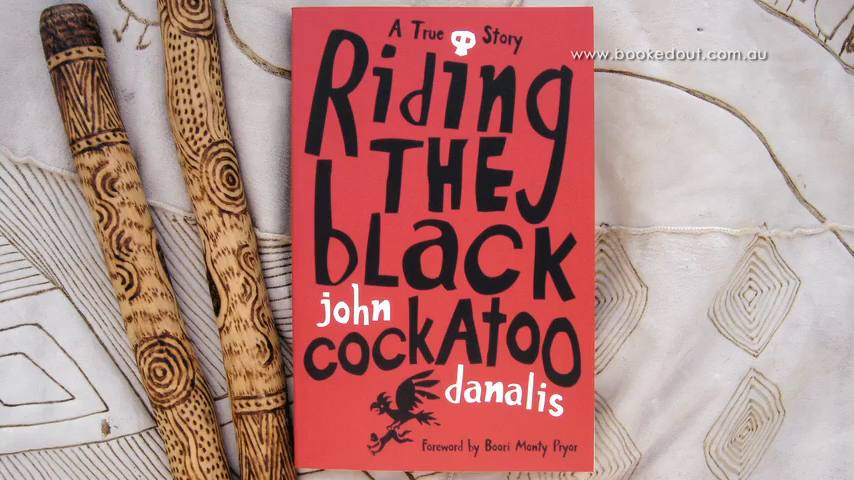 A True Story
www.bookedout.com.au
Riding
THE
black
john
cockatoo
danalis
Foreword by Boori Monty Pryor